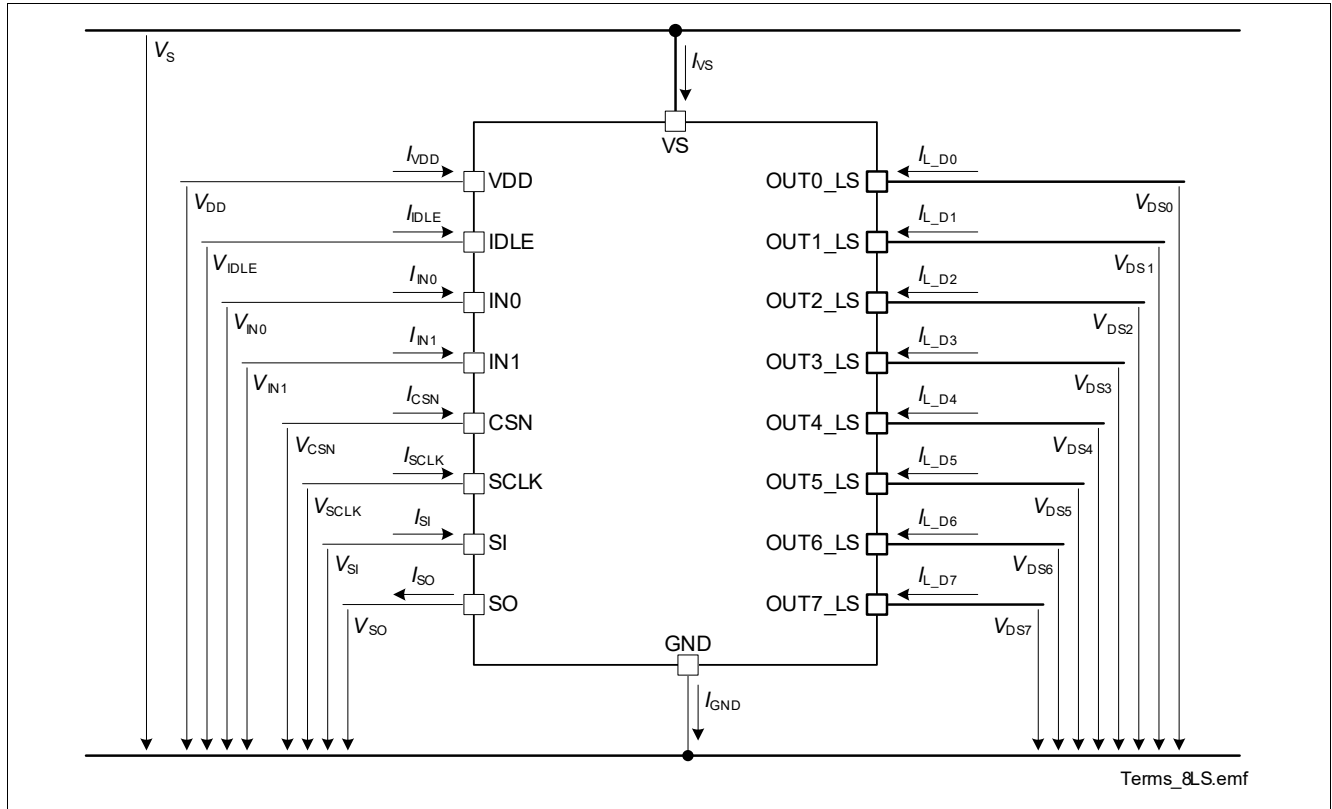 VS
IVS
VS
IVDD
VDD
VDD
IIDLE
IDLE
VIDLE
IIN0
IN0
VIN0
IIN1
IN1
VIN1
ICSN
CSN
VCSN
ISCLK
SCLK
VSCLK
ISI
SI
VSI
ISO
SO
VSO
IL_D0
OUT0_LS
VDS0
IL_D1
OUT1_LS
VDS1
IL_D2
OUT2_LS
VDS2
IL_D3
OUT3_LS
VDS3
IL_D4
OUT4_LS
VDS4
IL_D5
OUT5_LS
VDS5
IL_D6
OUT6_LS
VDS6
IL_D7
OUT7_LS
VDS7
GND
IGND
Terms_8LS.emf